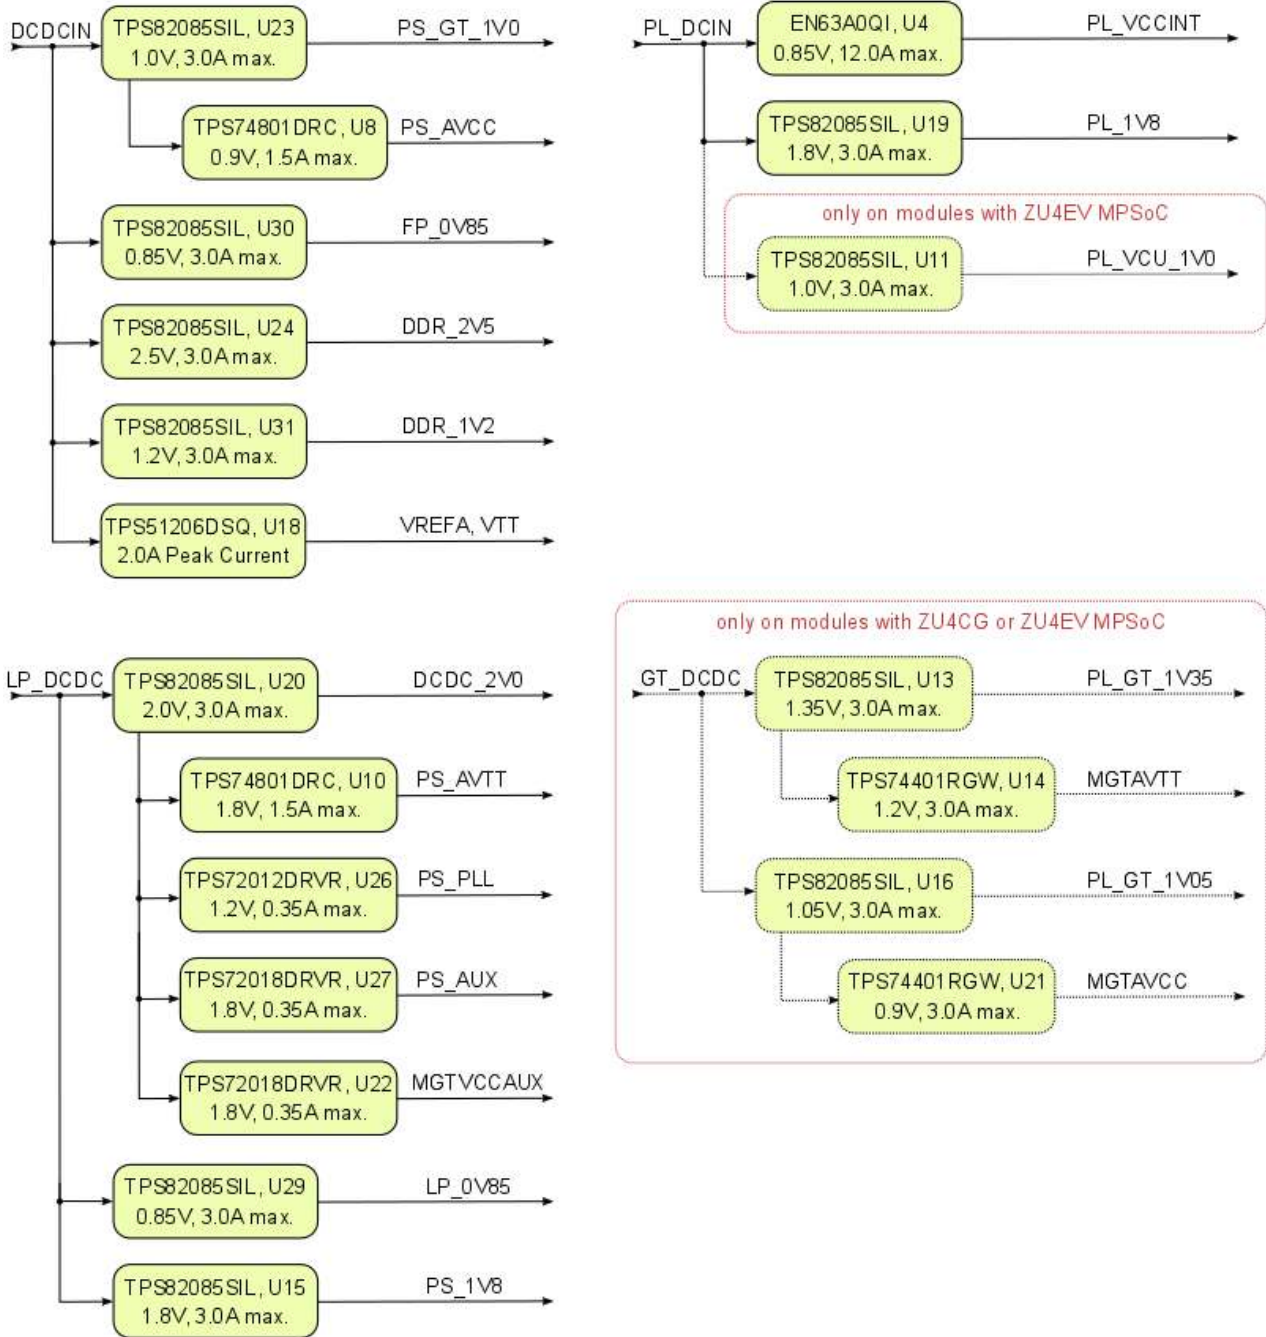 DCDCIN
TPS82085SIL, U23
1.0V, 3.0A max.
PS_GT_1V0
TPS74801DRC, U8
0.9V, 1.5A max.
PS_AVCC
TPS82085SIL, U30
0.85V, 3.0A max.
FP_0V85
TPS82085SIL, U24
2.5V, 3.0A max.
DDR_2V5
TPS82085SIL, U31
1.2V, 3.0A max.
DDR_1V2
TPS51206DSQ, U18
2.0A Peak Current
VREFA, VTT
PL_DCIN
EN63A0QI, U4
0.85V, 12.0A max.
PL_VCCINT
TPS82085SIL, U19
1.8V, 3.0A max.
PL_1V8
only on modules with ZU4EV MPSoC
TPS82085SIL, U11
1.0V, 3.0A max.
PL_VCU_1V0
LP_DCDC
TPS82085SIL, U20
2.0V, 3.0A max.
DCDC_2V0
TPS74801DRC, U10
1.8V, 1.5A max.
PS_AVTT
TPS72012DRVR, U26
1.2V, 0.35A max.
PS_PLL
TPS72018DRVR, U27
1.8V, 0.35A max.
PS_AUX
TPS72018DRVR, U22
1.8V, 0.35A max.
MGTVCCAUX
TPS82085SIL, U29
0.85V, 3.0A max.
LP_0V85
TPS82085SIL, U15
1.8V, 3.0A max.
PS_1V8
only on modules with ZU4CG or ZU4EV MPSoC
GT_DCDC
TPS82085SIL, U13
1.35V, 3.0A max.
PL_GT_1V35
TPS74401RGW, U14
1.2V, 3.0A max.
MGTAVTT
TPS82085SIL, U16
1.05V, 3.0A max.
PL_GT_1V05
TPS74401RGW, U21
0.9V, 3.0A max.
MGTAVCC